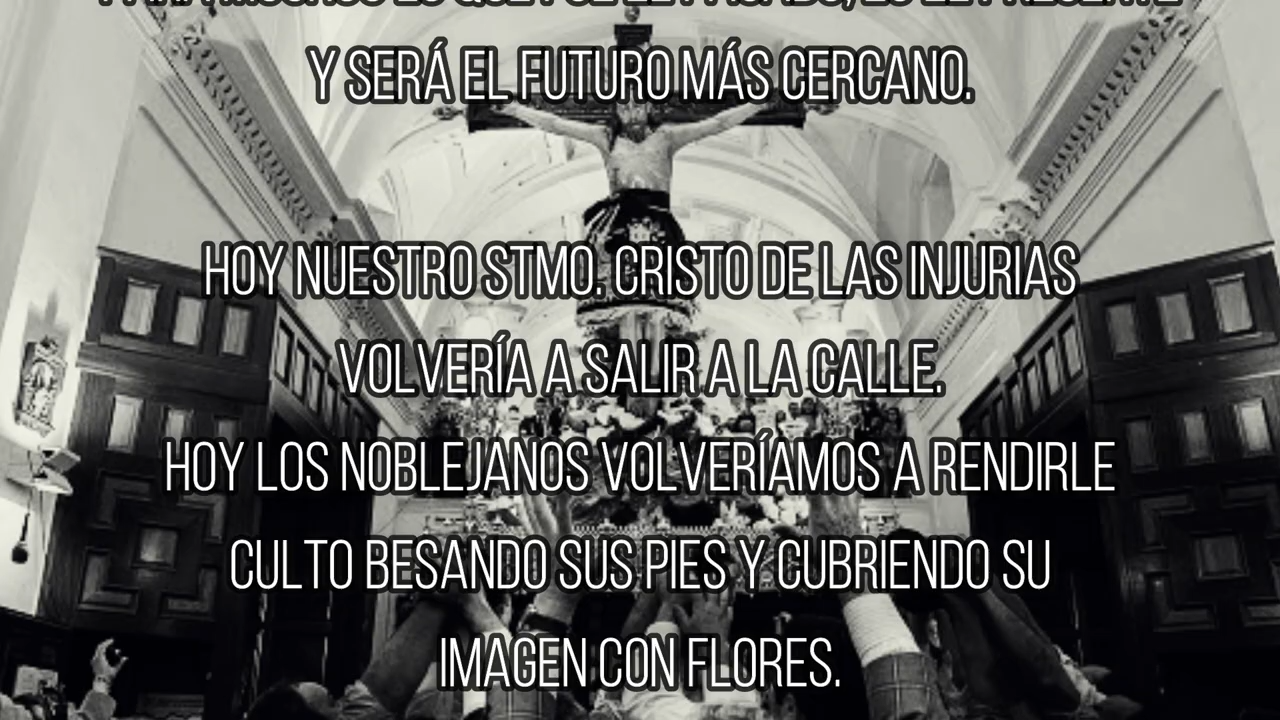 Y SERÁ EL FUTURO MÁS CERCANO.
HOY NUESTRO STMO. CRISTO DE LAS INJURIAS
VOLVERÍA A SALIR A LA CALLE.
HOY LOS NOBLEJANOS VOLVERÍAMOS A RENDIRLE
CULTO BESANDO SUS PIES Y CUBRIENDO SU
IMAGEN CON FLORES.